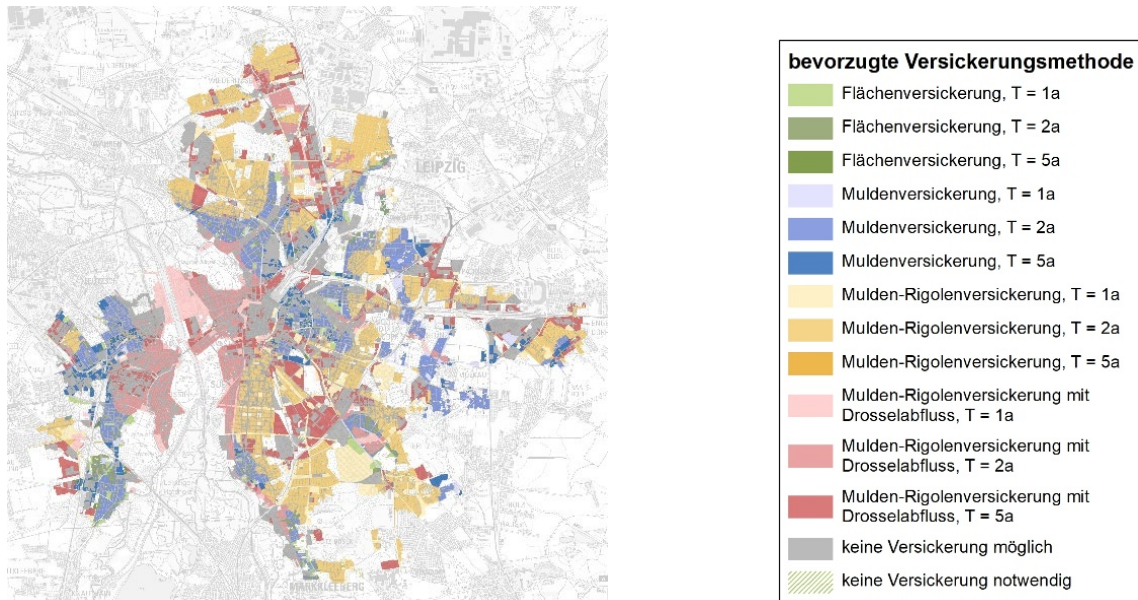 LEIPZIG
MARKKLEEBERG
bevorzugte Versickerungsmethode
Flächenversickerung, T = 1a
Flächenversickerung, T = 2a
Flächenversickerung, T = 5a
Muldenversickerung, T = 1a
Muldenversickerung, T = 2a
Muldenversickerung, T = 5a
Mulden-Rigolenversickerung, T = 1a
Mulden-Rigolenversickerung, T = 2a
Mulden-Rigolenversickerung, T = 5a
Mulden-Rigolenversickerung mit
Drosselabfluss, T = 1a
Mulden-Rigolenversickerung mit
Drosselabfluss, T = 2a
Mulden-Rigolenversickerung mit
Drosselabfluss, T = 5a
keine Versickerung möglich
keine Versickerung notwendig